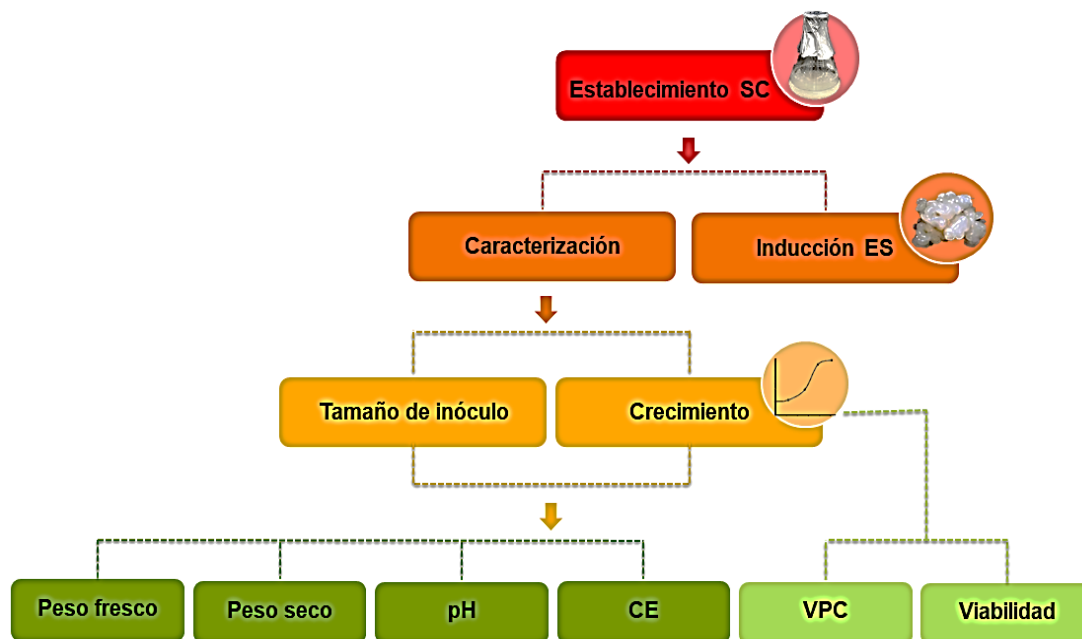 Establecimiento SC
Caracterización
Inducción ES
Tamaño de inóculo
Crecimiento
Peso fresco
Peso seco
pH
CE
VPC
Viabilidad